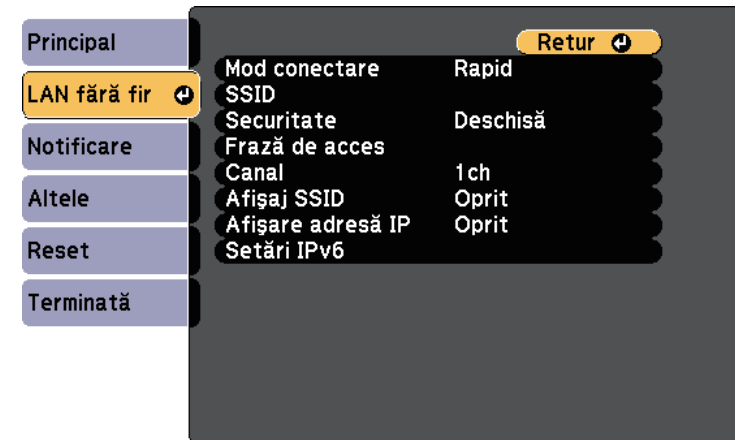 Principal
LAN fără fir
Notificare
Altele
Reset
Terminată
Retur
Mod conectare Rapid
SSID
Securitate Deschisă
Frază de acces
Canal 1ch
Afişaj SSID Oprit
Afişare adresă IP Oprit
Setări IPv6